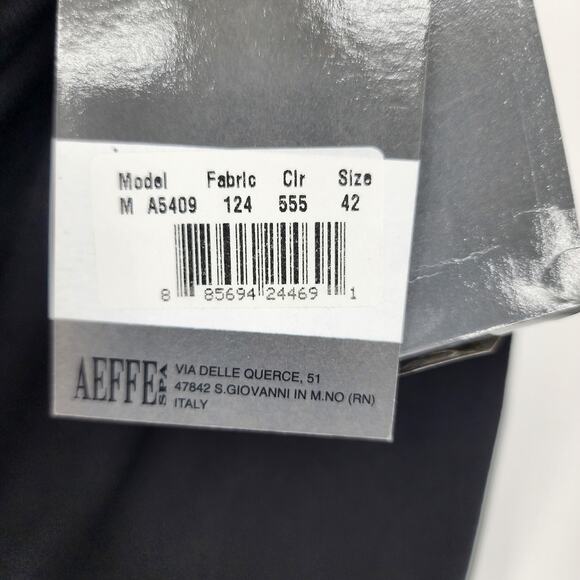 Model Fabric Clr Size
M A5409 124 555 42
8 85694 24469 1
AEFFE SPA
VIA DELLE QUERCE, 51
47842 S.GIOVANNI IN M.NO (RN)
ITALY